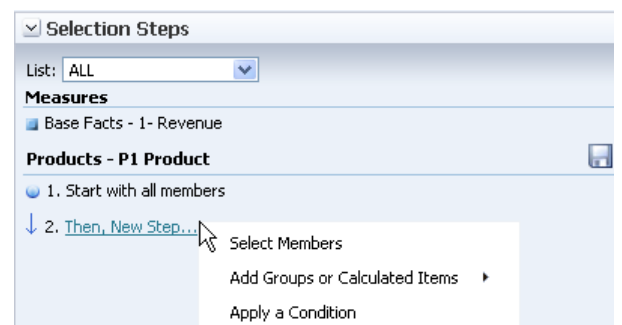 Selection Steps
List: ALL
Measures
Base Facts - 1- Revenue
Products - P1 Product
1. Start with all members
2. Then, New Step...
Select Members
Add Groups or Calculated Items
Apply a Condition